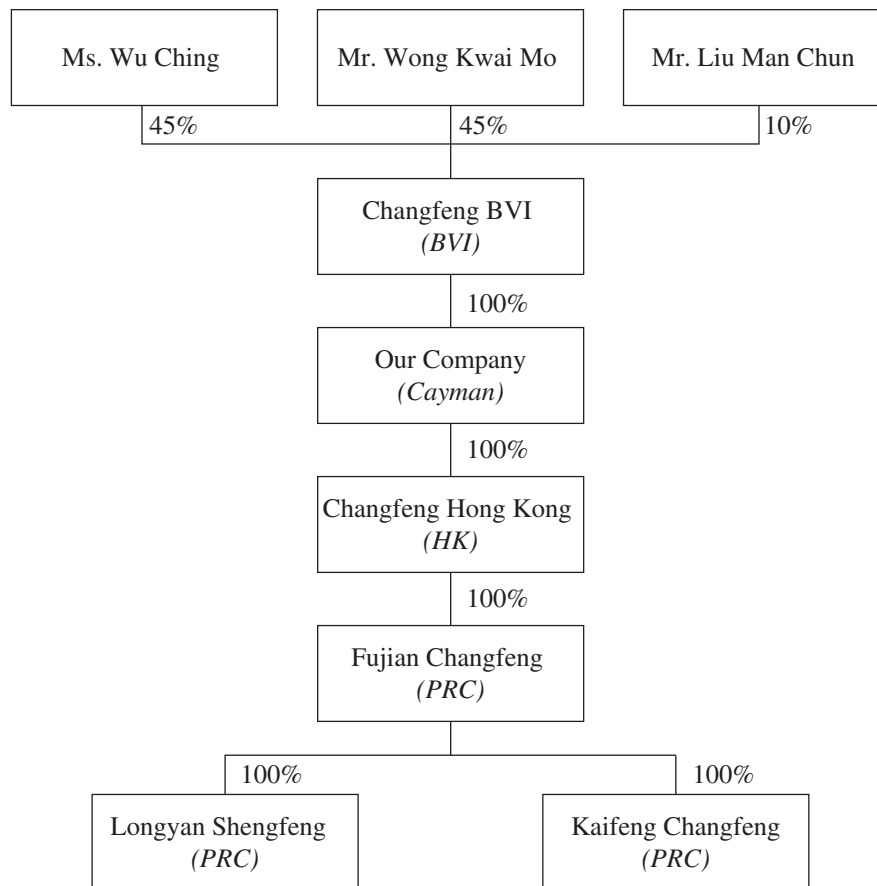 Ms. Wu Ching
Mr. Wong Kwai Mo
Mr. Liu Man Chun
45%
45%
10%
Changfeng BVI
(BVI)
100%
Our Company
(Cayman)
100%
Changfeng Hong Kong
(HK)
100%
Fujian Changfeng
(PRC)
100%
100%
Longyan Shengfeng
(PRC)
Kaifeng Changfeng
(PRC)